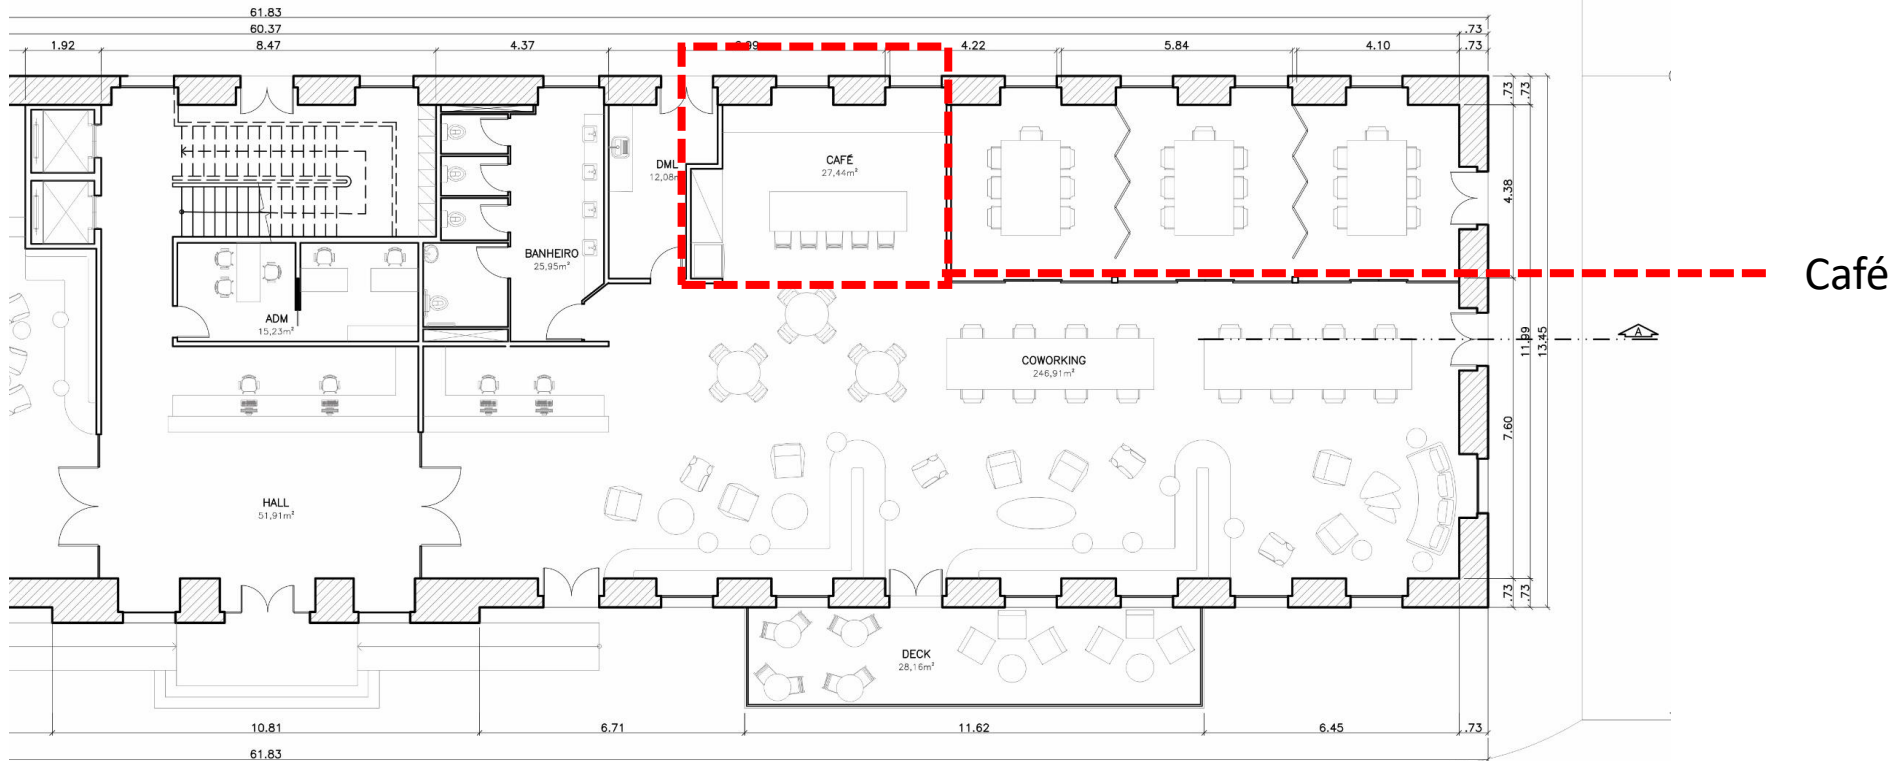 61.83
60.37
.73
1.92
8.47
4.37
4.22
5.84
4.10
.73
.73
.73
CAFÉ
27,44m²
DML
4.38
BANHEIRO
25,95m²
Café
ADM
15,23m²
A
COWORKING
246,91m²
11.99
13.45
7.60
HALL
51,91m²
.73
.73
DECK
28,16m²
10.81
6.71
11.62
6.45
.73
61.83